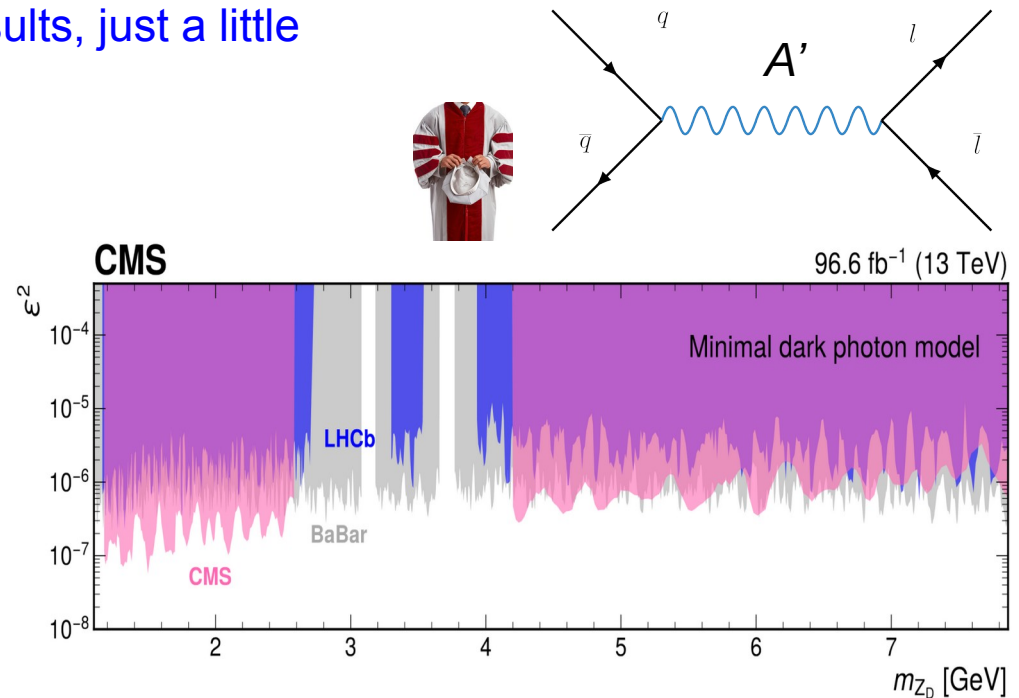 sults, just a little
q
l
A'
q̅
l̅
CMS
96.6 fb⁻¹ (13 TeV)
ε²
10⁻⁴
10⁻⁵
10⁻⁶
10⁻⁷
10⁻⁸
Minimal dark photon model
LHCb
BaBar
CMS
2 3 4 5 6 7
m_{Z_D} [GeV]